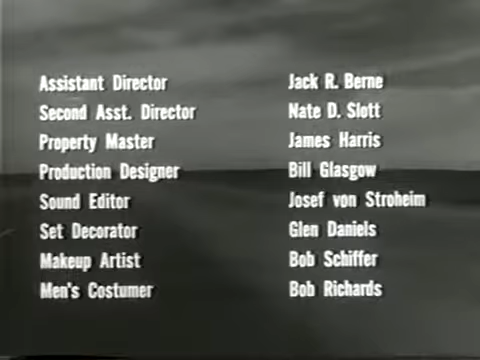 Assistant Director Jack R. Berne
Second Asst. Director Nate D. Slott
Property Master James Harris
Production Designer Bill Glasgow
Sound Editor Josef von Stroheim
Set Decorator Glen Daniels
Makeup Artist Bob Schiffer
Men's Costumer Bob Richards